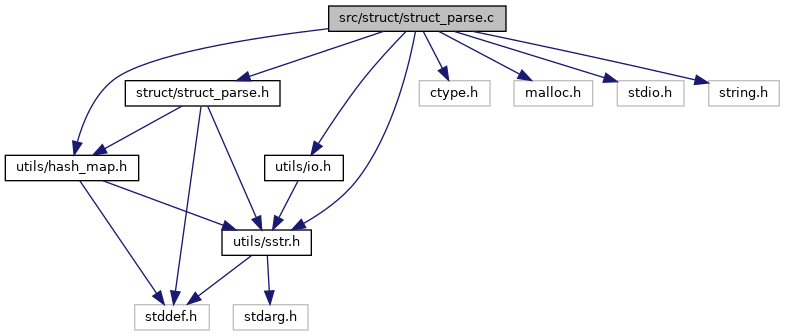 src/struct/struct_parse.c
struct/struct_parse.h
ctype.h
malloc.h
stdio.h
string.h
utils/hash_map.h
utils/io.h
utils/sstr.h
stddef.h
stdarg.h